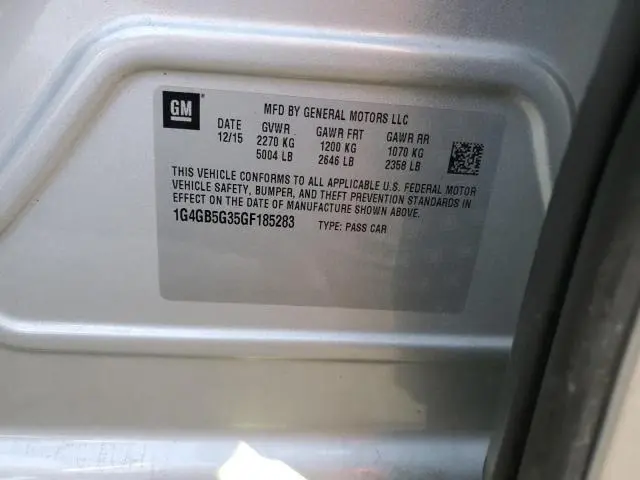 GM ®
MFD BY GENERAL MOTORS LLC
DATE GVWR GAWR FRT GAWR RR
12/15 2270 KG 1200 KG 1070 KG
5004 LB 2646 LB 2358 LB
THIS VEHICLE CONFORMS TO ALL APPLICABLE U.S. FEDERAL MOTOR
VEHICLE SAFETY, BUMPER, AND THEFT PREVENTION STANDARDS IN
EFFECT ON THE DATE OF MANUFACTURE SHOWN ABOVE.
1G4GB5G35GF185283 TYPE: PASS CAR